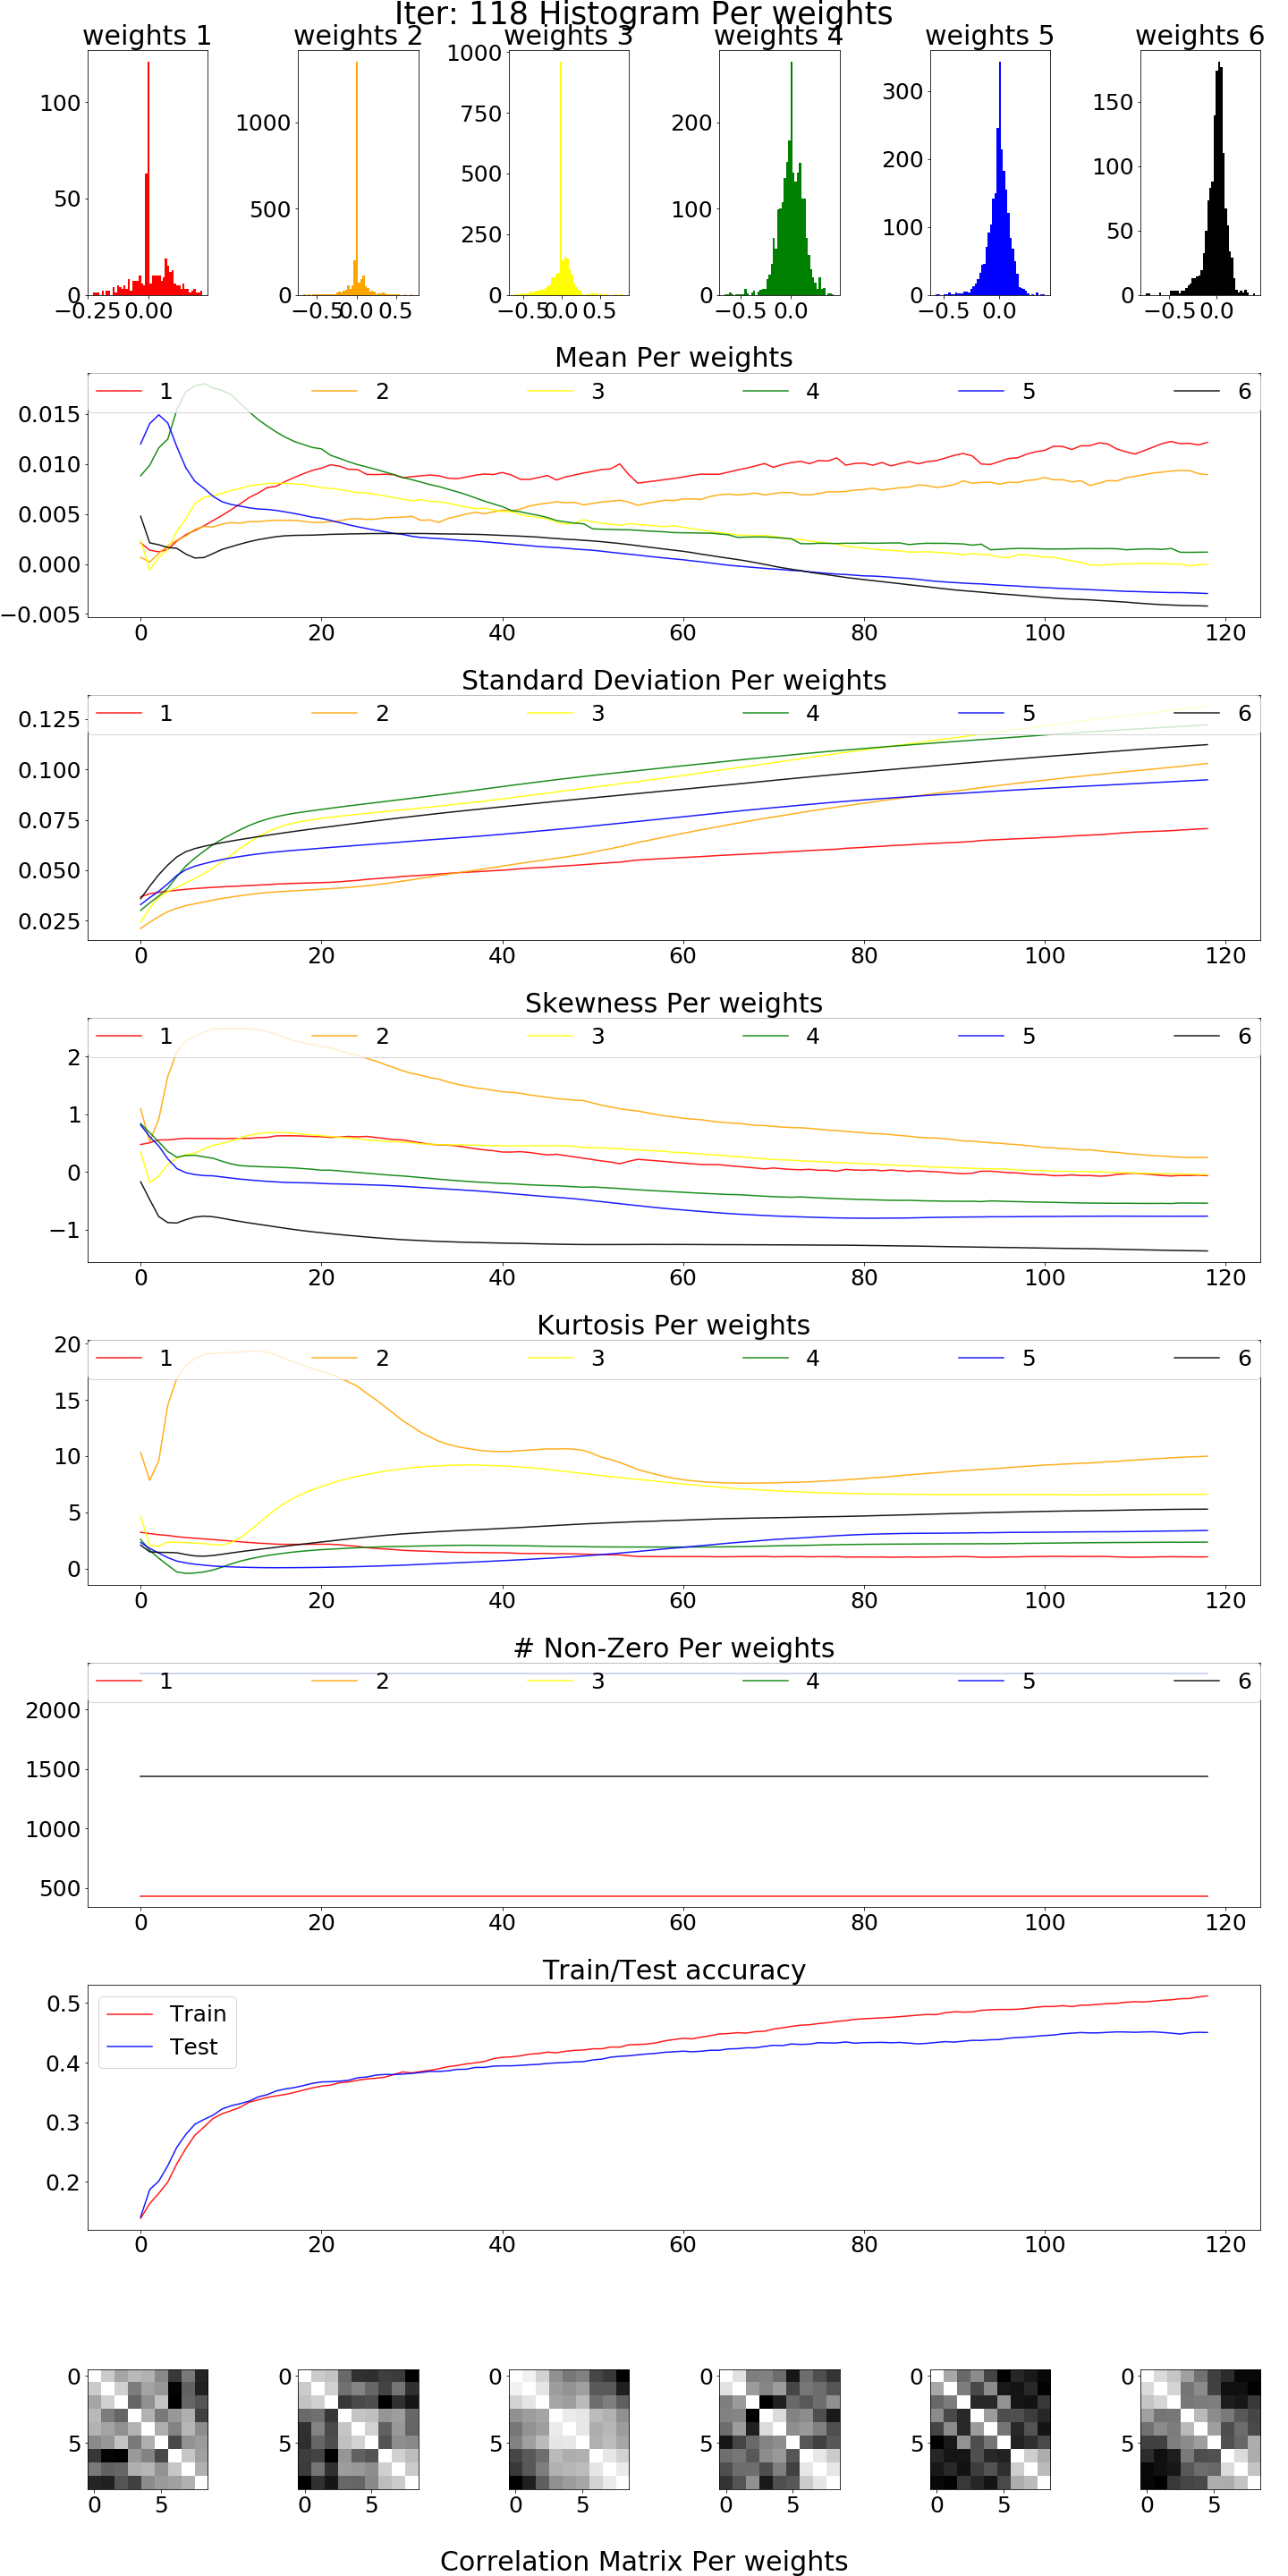 Iter: 118 Histogram Per weights
weights 1 weights 2 weights 3 weights 4 weights 5 weights 6
100
50
0
−0.25 0.00
1000
500
0
−0.5 0.0 0.5
1000
750
500
250
0
−0.5 0.0 0.5
200
100
0
−0.5 0.0
300
200
100
0
−0.5 0.0
150
100
50
0
−0.5 0.0
Mean Per weights
1 2 3 4 5 6
0.015
0.010
0.005
0.000
−0.005
0 20 40 60 80 100 120
Standard Deviation Per weights
1 2 3 4 5 6
0.125
0.100
0.075
0.050
0.025
0 20 40 60 80 100 120
Skewness Per weights
1 2 3 4 5 6
2
1
0
−1
0 20 40 60 80 100 120
Kurtosis Per weights
1 2 3 4 5 6
20
15
10
5
0
0 20 40 60 80 100 120
# Non-Zero Per weights
1 2 3 4 5 6
2000
1500
1000
500
0 20 40 60 80 100 120
Train/Test accuracy
Train
Test
0.5
0.4
0.3
0.2
0 20 40 60 80 100 120
0 0 0 0 0 0
5 5 5 5 5 5
0 5 0 5 0 5 0 5 0 5 0 5
Correlation Matrix Per weights